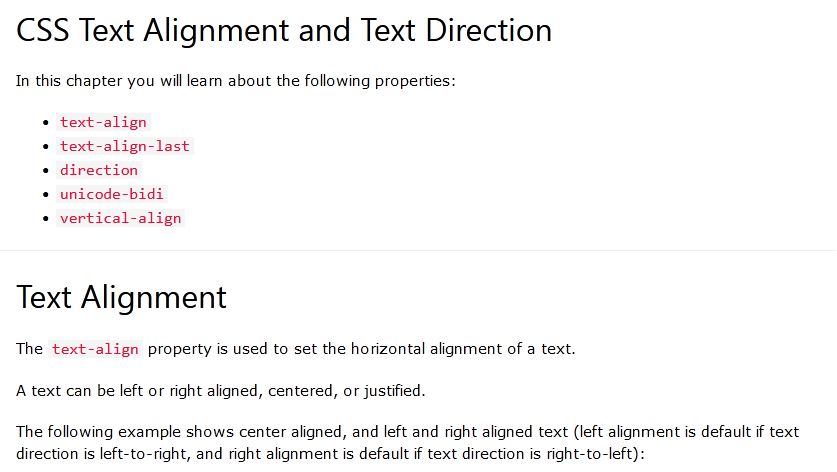 CSS Text Alignment and Text Direction
In this chapter you will learn about the following properties:
text-align
text-align-last
direction
unicode-bidi
vertical-align
Text Alignment
The text-align property is used to set the horizontal alignment of a text.
A text can be left or right aligned, centered, or justified.
The following example shows center aligned, and left and right aligned text (left alignment is default if text
direction is left-to-right, and right alignment is default if text direction is right-to-left):